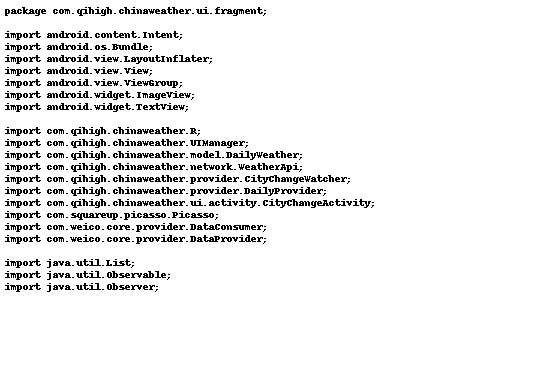 package com.qihigh.chinaweather.ui.fragment;
import android.content.Intent;
import android.os.Bundle;
import android.view.LayoutInflater;
import android.view.View;
import android.view.ViewGroup;
import android.widget.ImageView;
import android.widget.TextView;
import com.qihigh.chinaweather.R;
import com.qihigh.chinaweather.UIManager;
import com.qihigh.chinaweather.model.DailyWeather;
import com.qihigh.chinaweather.network.WeatherApi;
import com.qihigh.chinaweather.provider.CityChangeWatcher;
import com.qihigh.chinaweather.provider.DailyProvider;
import com.qihigh.chinaweather.ui.activity.CityChangeActivity;
import com.squareup.picasso.Picasso;
import com.weico.core.provider.DataConsumer;
import com.weico.core.provider.DataProvider;
import java.util.List;
import java.util.Observable;
import java.util.Observer;